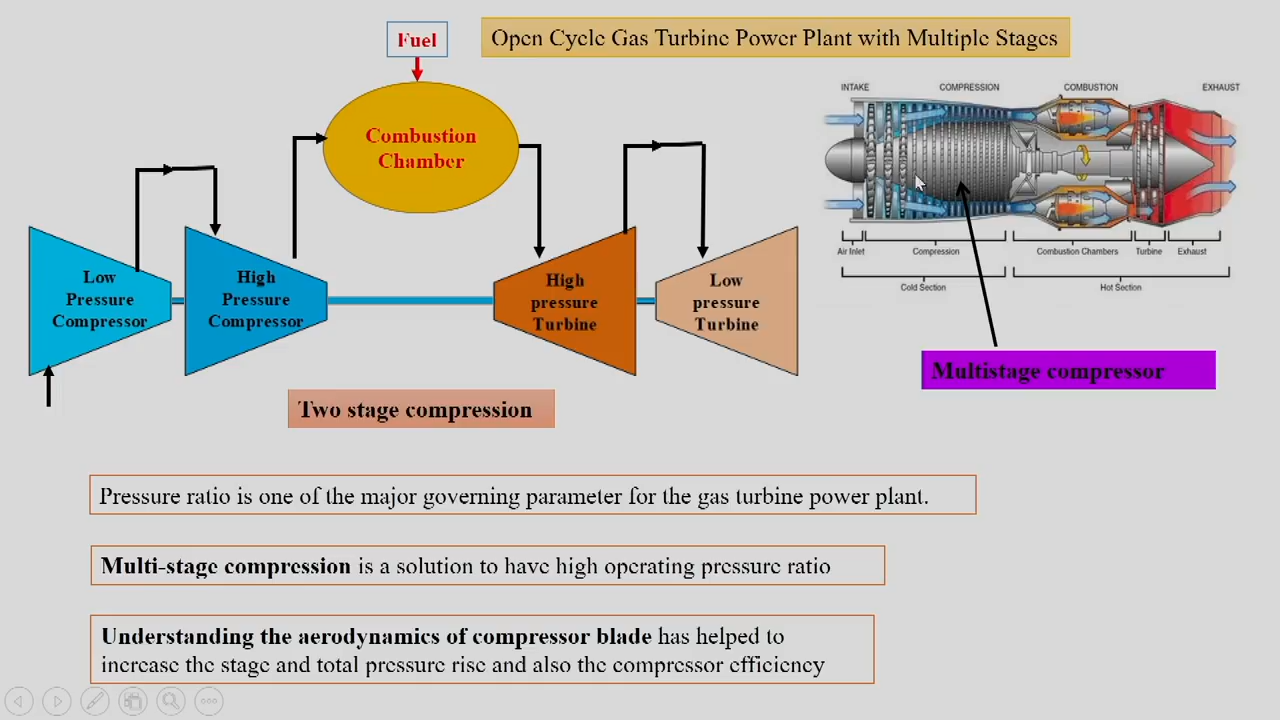 Fuel
Open Cycle Gas Turbine Power Plant with Multiple Stages
Combustion
Chamber
INTAKE
COMPRESSION
COMBUSTION
EXHAUST
Low
Pressure
Compressor
High
Pressure
Compressor
High
pressure
Turbine
Low
pressure
Turbine
Air Inlet
Compression
Combustion Chambers
Turbine
Exhaust
Cold Section
Hot Section
Multistage compressor
Two stage compression
Pressure ratio is one of the major governing parameter for the gas turbine power plant.
Multi-stage compression is a solution to have high operating pressure ratio
Understanding the aerodynamics of compressor blade has helped to
increase the stage and total pressure rise and also the compressor efficiency